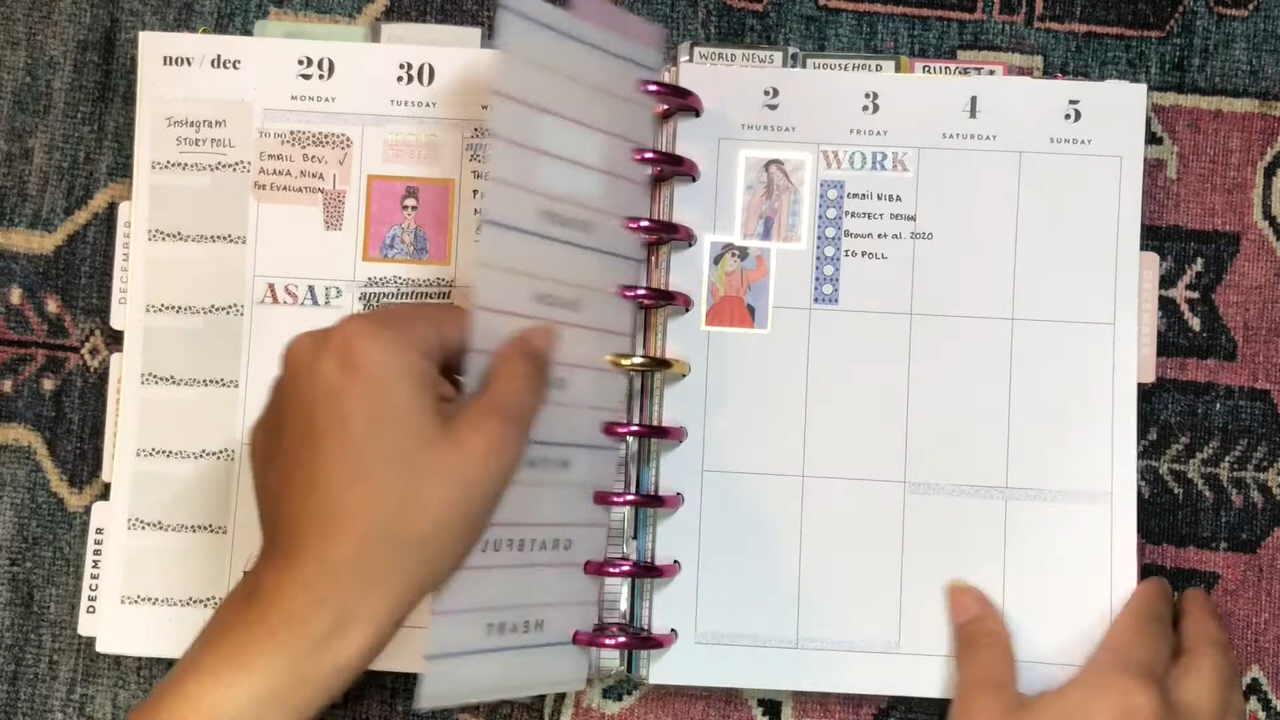 WORLD NEWS
HOUSEHOLD
BUDGET
nov / dec
29
MONDAY
30
TUESDAY
2
THURSDAY
3
FRIDAY
4
SATURDAY
5
SUNDAY
Instagram
STORY POLL
TO DO
EMAIL BEV, ✓
ALANA, NINA
FOR EVALUATION
ASAP
appointment
WORK
email NIBA
PROJECT DESIGN
Brown et al. 2020
IG POLL
GRATEFUL
HEART
DECEMBER
DECEMBER